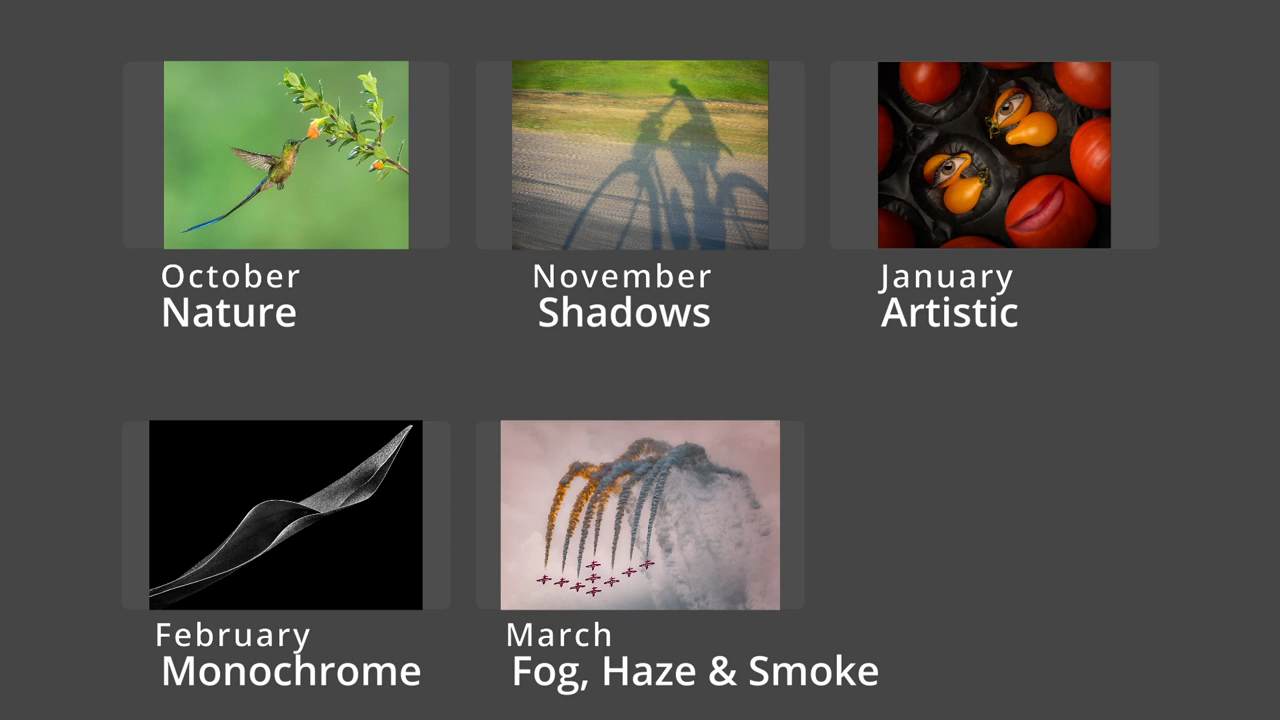 October
Nature
November
Shadows
January
Artistic
February
Monochrome
March
Fog, Haze & Smoke